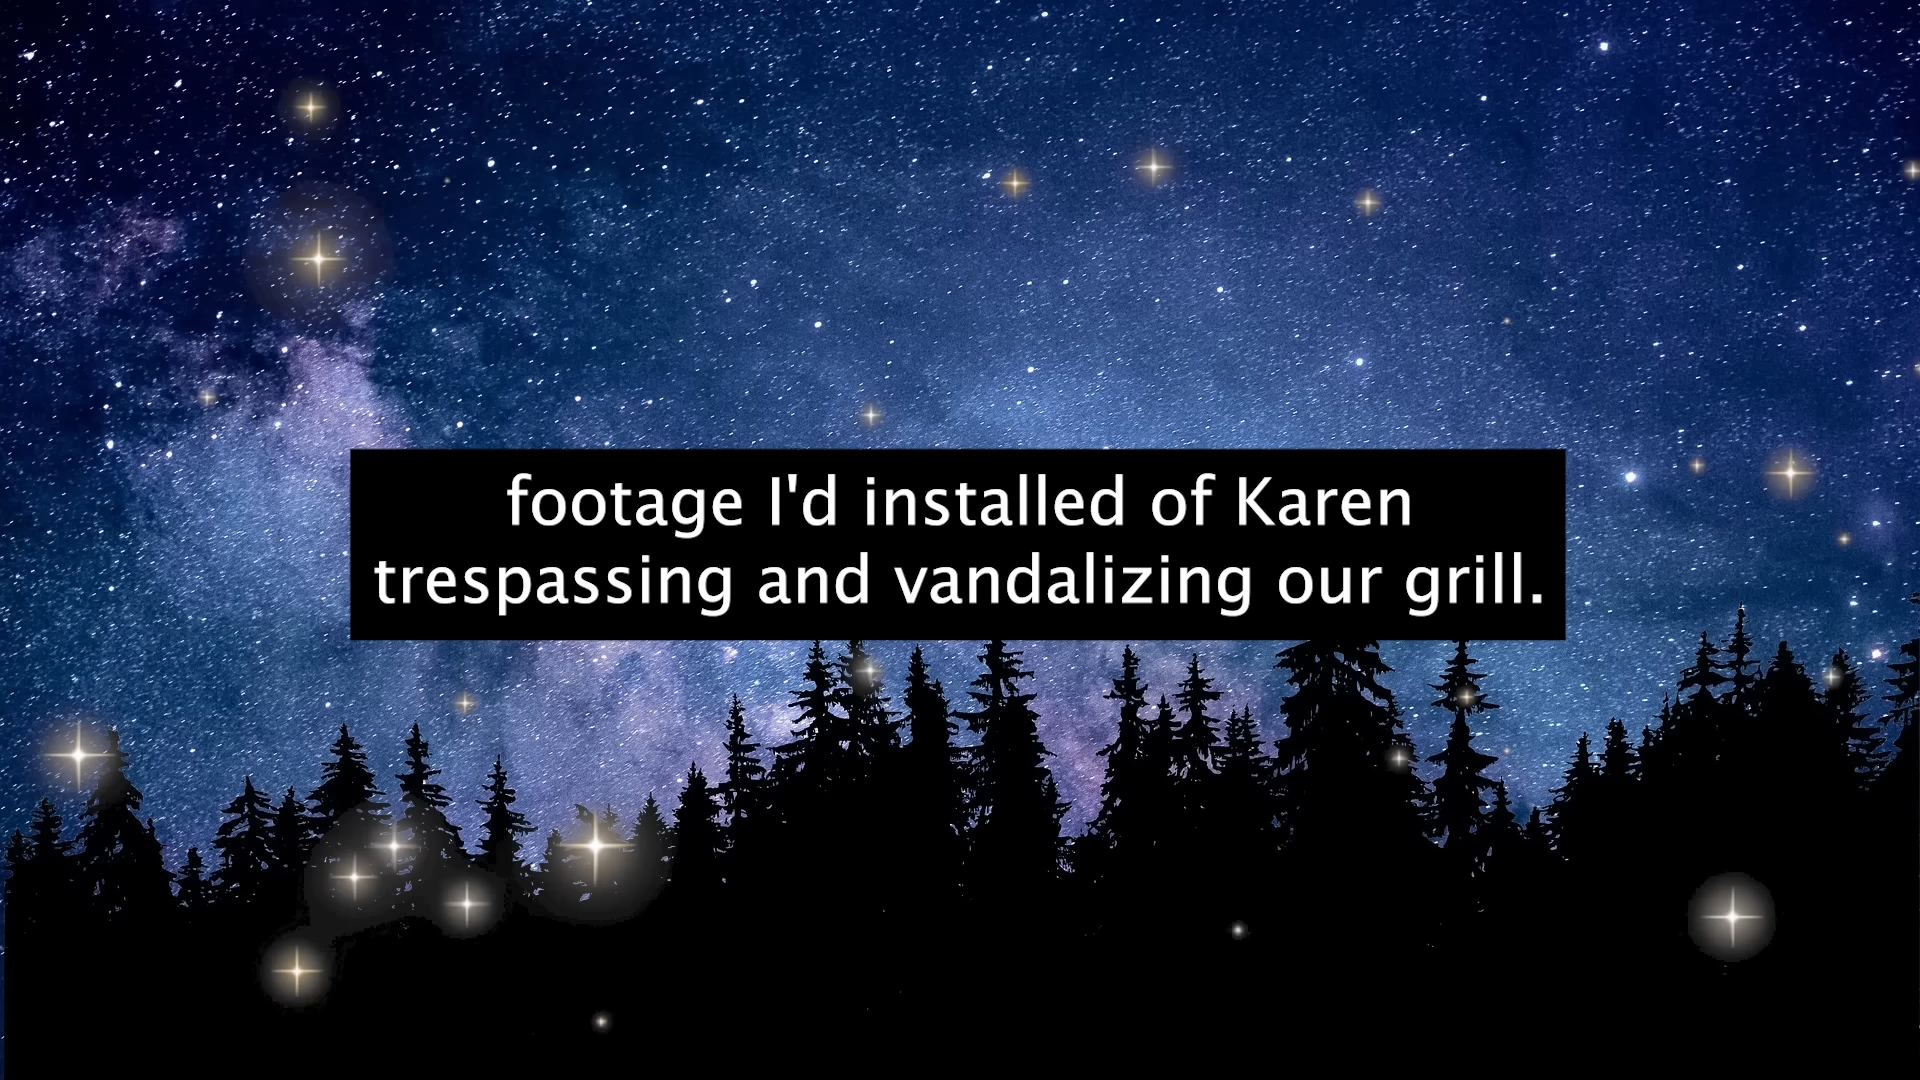 footage I'd installed of Karen
trespassing and vandalizing our grill.